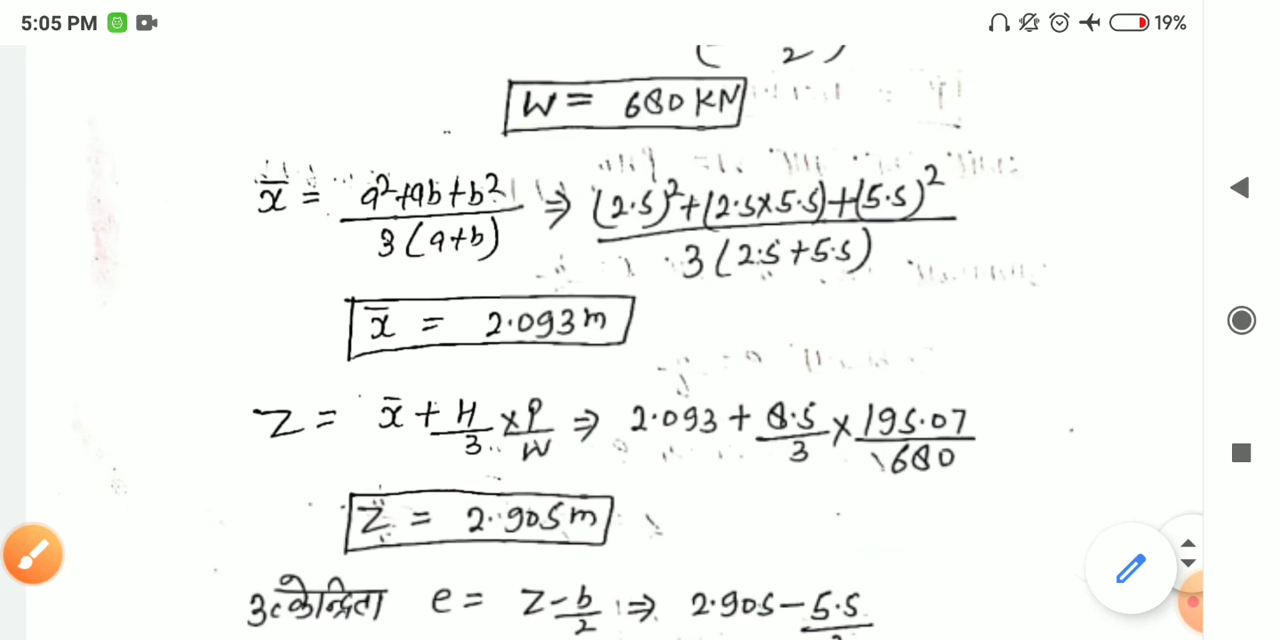 5:05 PM 19%
( 2 )
W = 680 KN
x̄ = a²+ab+b² / 3(a+b) ⇒ (2.5)²+(2.5×5.5)+(5.5)² / 3(2.5+5.5)
x̄ = 2.093m
Z = x̄ + H/3 × P/W ⇒ 2.093 + 8.5/3 × 195.07/680
Z = 2.905m
उत्केन्द्रिता e = Z - b/2 ⇒ 2.905 - 5.5/2